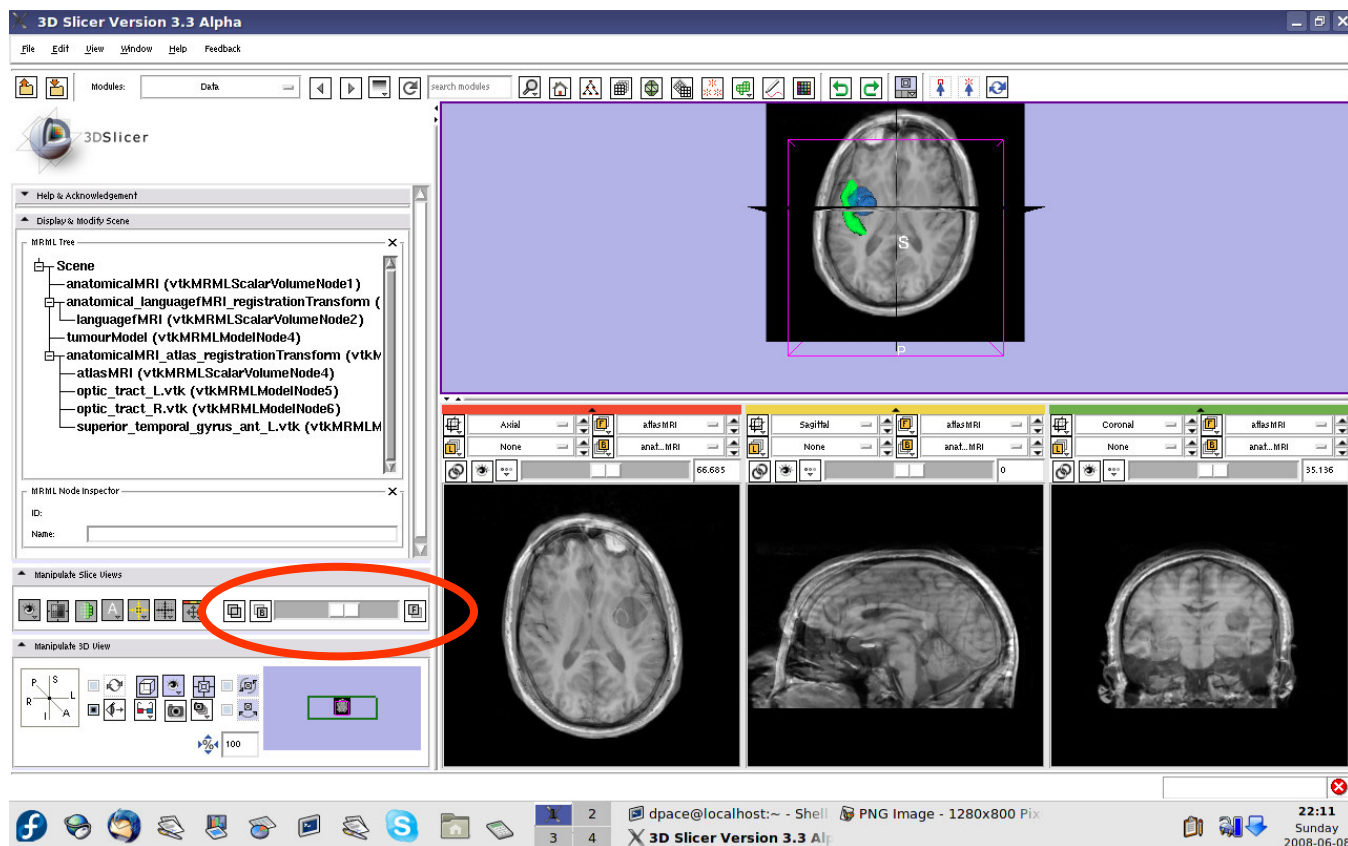 3D Slicer Version 3.3 Alpha
File Edit View Window Help Feedback
Modules: Data search modules
3DSlicer
Help & Acknowledgement
Display & Modify Scene
MRML Tree
Scene
anatomicalMRI (vtkMRMLScalarVolumeNode1)
anatomical_languagefMRI_registrationTransform (
languagefMRI (vtkMRMLScalarVolumeNode2)
tumourModel (vtkMRMLModelNode4)
anatomicalMRI_atlas_registrationTransform (vtkM
atlasMRI (vtkMRMLScalarVolumeNode4)
optic_tract_L.vtk (vtkMRMLModelNode5)
optic_tract_R.vtk (vtkMRMLModelNode6)
superior_temporal_gyrus_ant_L.vtk (vtkMRMLM
MRML Node Inspector
ID:
Name:
Manipulate Slice Views
A B F
Manipulate 3D View
P S L R I A
100
S
P
Axial F atlasMRI
L None B anat...MRI
66.685
Sagittal F atlasMRI
L None B anat...MRI
0
Coronal F atlasMRI
L None B anat...MRI
35.136
1 2
3 4
dpace@localhost:~ - Shell PNG Image - 1280x800 Pix
3D Slicer Version 3.3 Alp
22:11
Sunday
2008-06-08